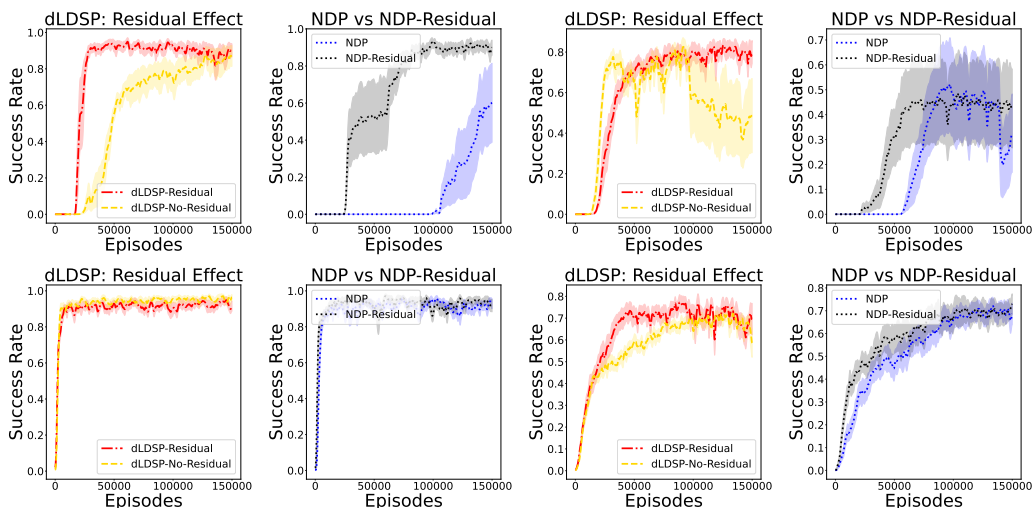 dLDSP: Residual Effect
1.0
0.8
0.6
0.4
0.2
0.0
Success Rate
dLDSP-Residual
dLDSP-No-Residual
0 50000 100000 150000
Episodes
NDP vs NDP-Residual
1.0
0.8
0.6
0.4
0.2
0.0
Success Rate
NDP
NDP-Residual
0 50000 100000 150000
Episodes
dLDSP: Residual Effect
0.8
0.6
0.4
0.2
0.0
Success Rate
dLDSP-Residual
dLDSP-No-Residual
0 50000 100000 150000
Episodes
NDP vs NDP-Residual
0.7
0.6
0.5
0.4
0.3
0.2
0.1
0.0
Success Rate
NDP
NDP-Residual
0 50000 100000 150000
Episodes
dLDSP: Residual Effect
1.0
0.8
0.6
0.4
0.2
0.0
Success Rate
dLDSP-Residual
dLDSP-No-Residual
0 50000 100000 150000
Episodes
NDP vs NDP-Residual
1.0
0.8
0.6
0.4
0.2
0.0
Success Rate
NDP
NDP-Residual
0 50000 100000 150000
Episodes
dLDSP: Residual Effect
0.8
0.7
0.6
0.5
0.4
0.3
0.2
0.1
0.0
Success Rate
dLDSP-Residual
dLDSP-No-Residual
0 50000 100000 150000
Episodes
NDP vs NDP-Residual
0.8
0.7
0.6
0.5
0.4
0.3
0.2
0.1
0.0
Success Rate
NDP
NDP-Residual
0 50000 100000 150000
Episodes